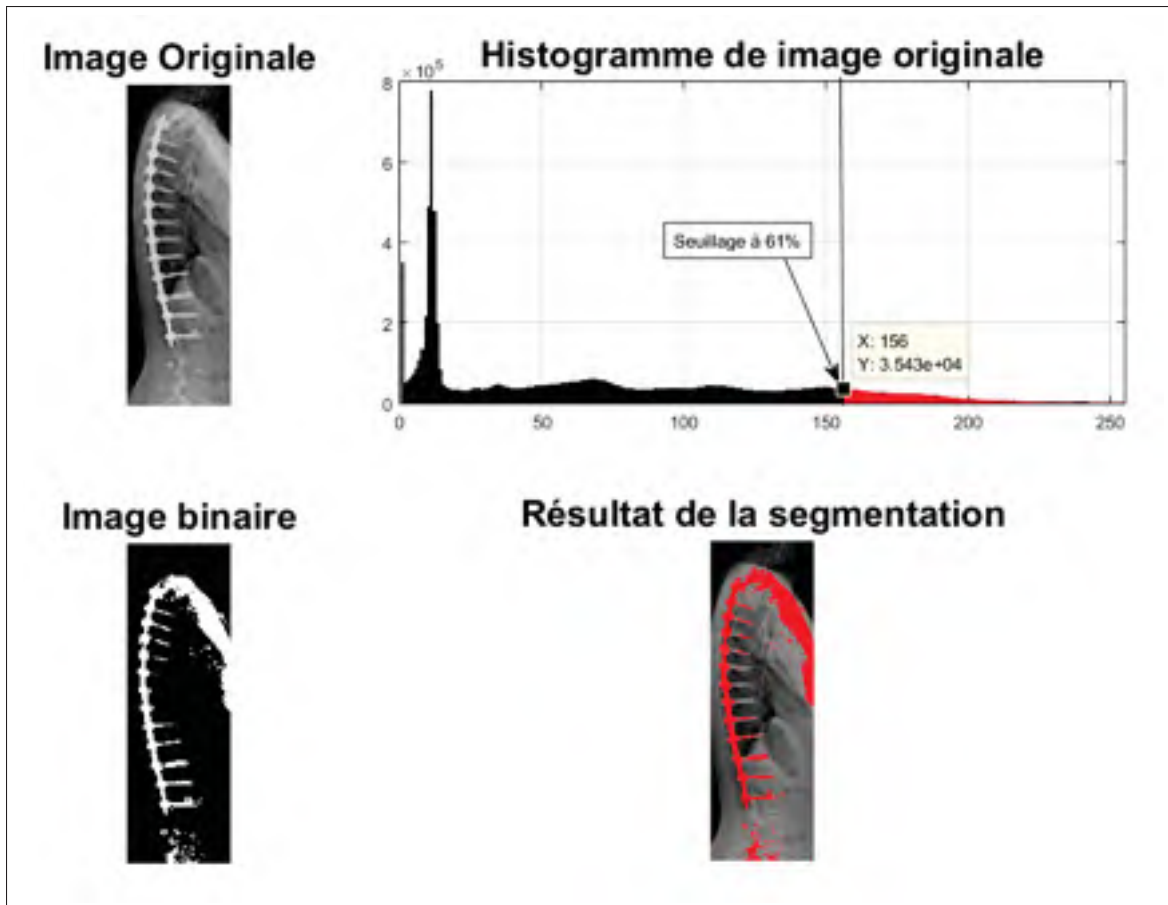 Image Originale
Histogramme de image originale
× 10⁵
8
6
4
2
0
0 50 100 150 200 250
Seuillage à 61%
X: 156
Y: 3.543e+04
Image binaire
Résultat de la segmentation